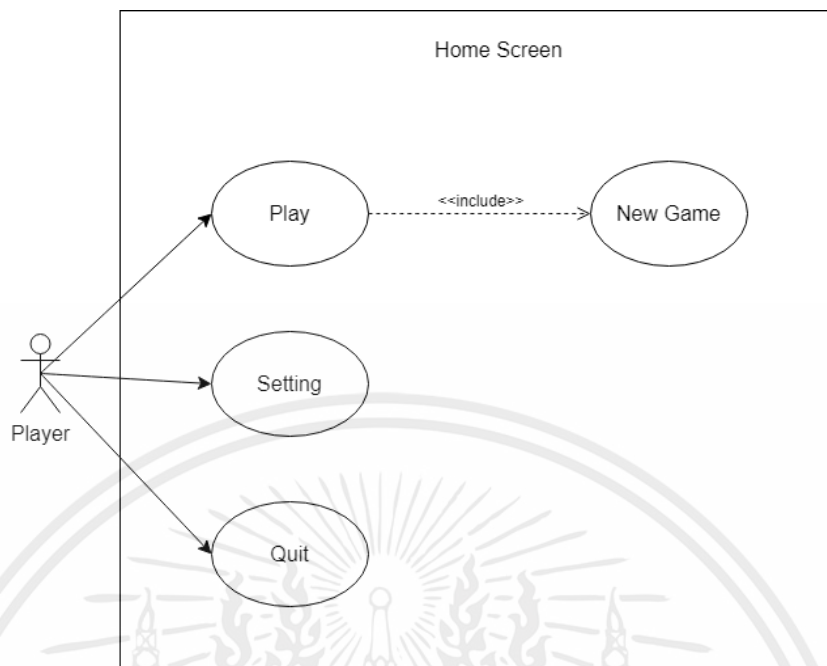 Home Screen
Play
<<include>>
New Game
Setting
Player
Quit